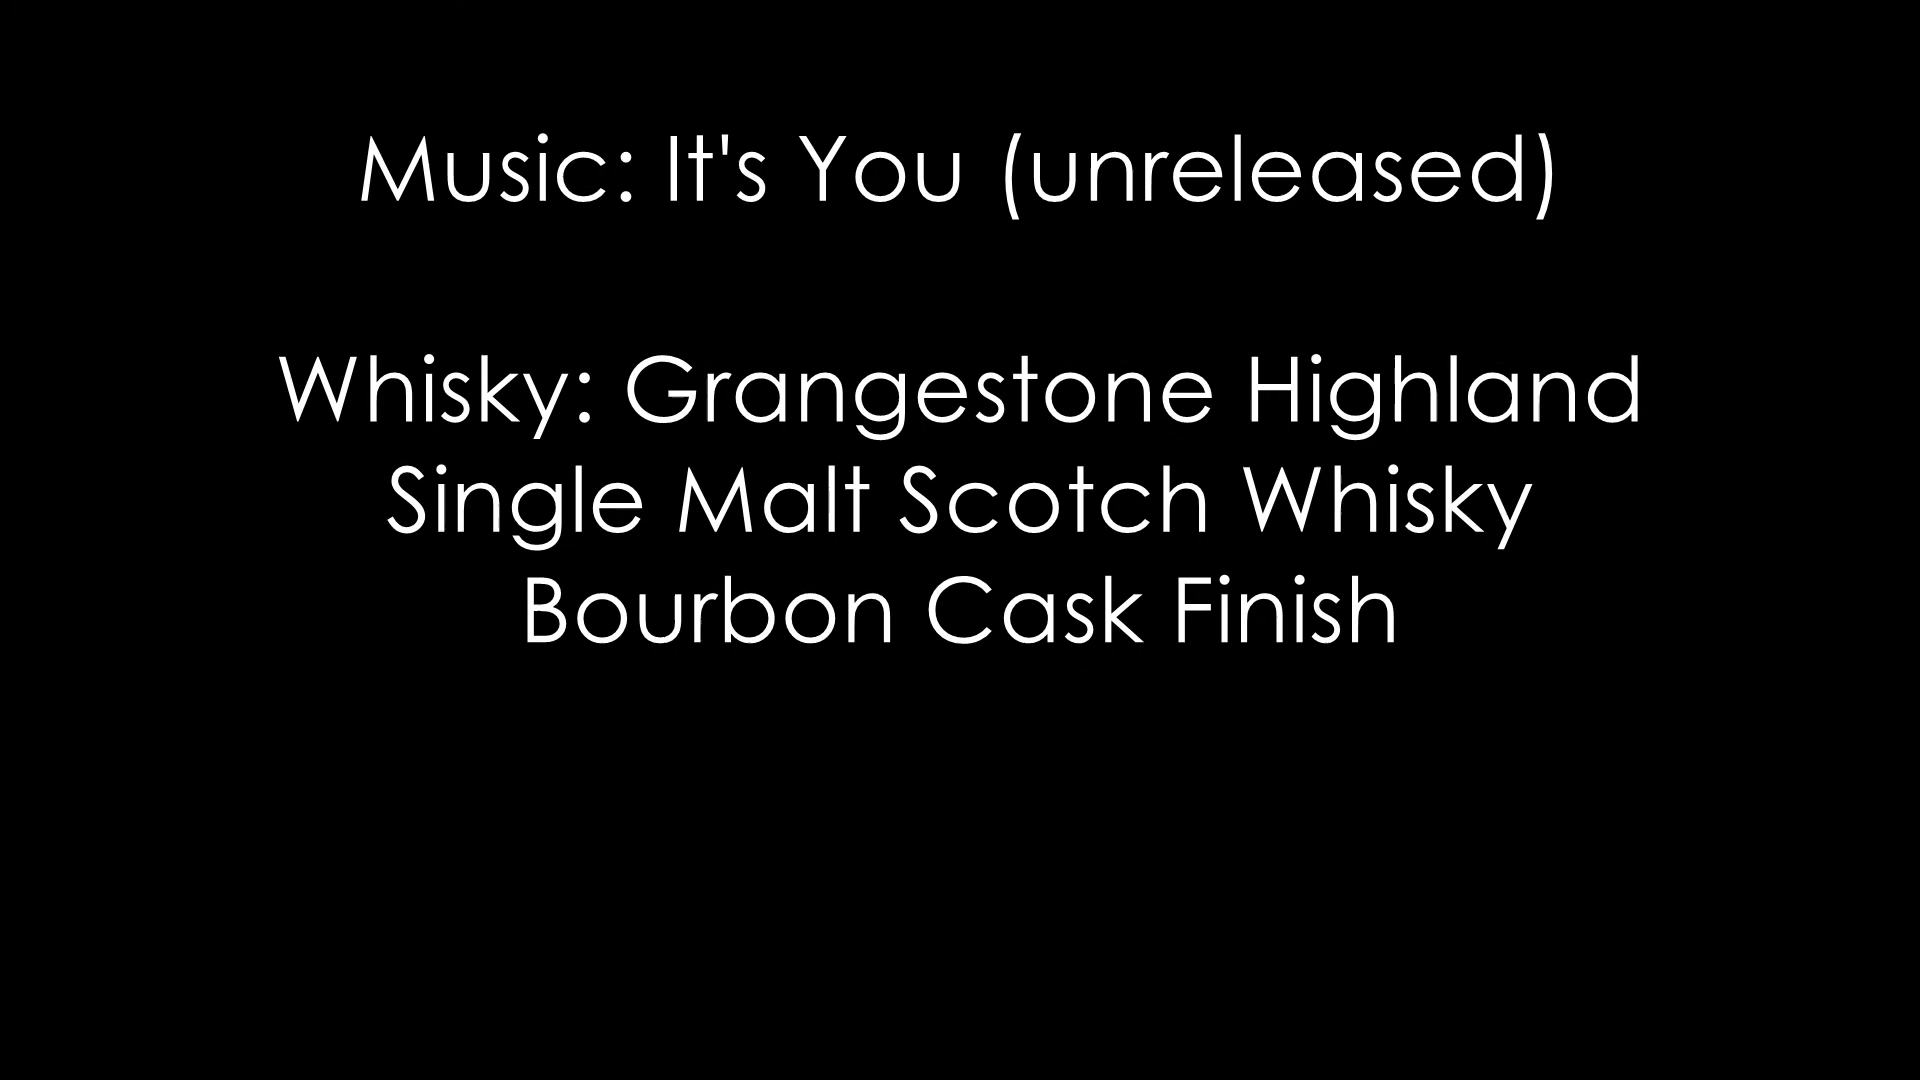 Music: It's You (unreleased)
Whisky: Grangestone Highland
Single Malt Scotch Whisky
Bourbon Cask Finish